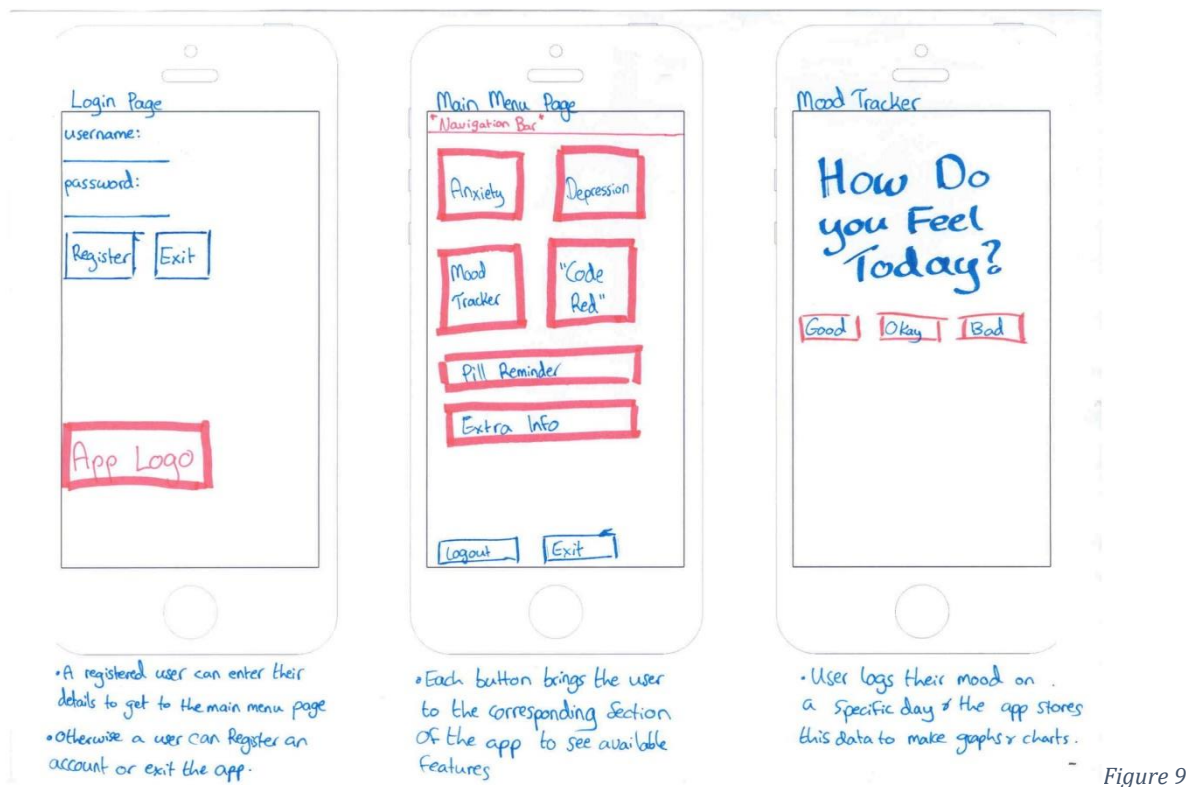 Login Page
username:
password:
Register
Exit
App Logo
•A registered user can enter their
details to get to the main menu page
•Otherwise a user can Register an
account or exit the app.
Main Menu Page
"Navigation Bar"
Anxiety
Depression
Mood
Tracker
"Code
Red"
Pill Reminder
Extra Info
Logout
Exit
•Each button brings the user
to the corresponding Section
of the app to see available
features
Mood Tracker
How Do
you Feel
Today?
Good
Okay
Bad
•User logs their mood on
a specific day & the app stores
this data to make graphs & charts.
Figure 9